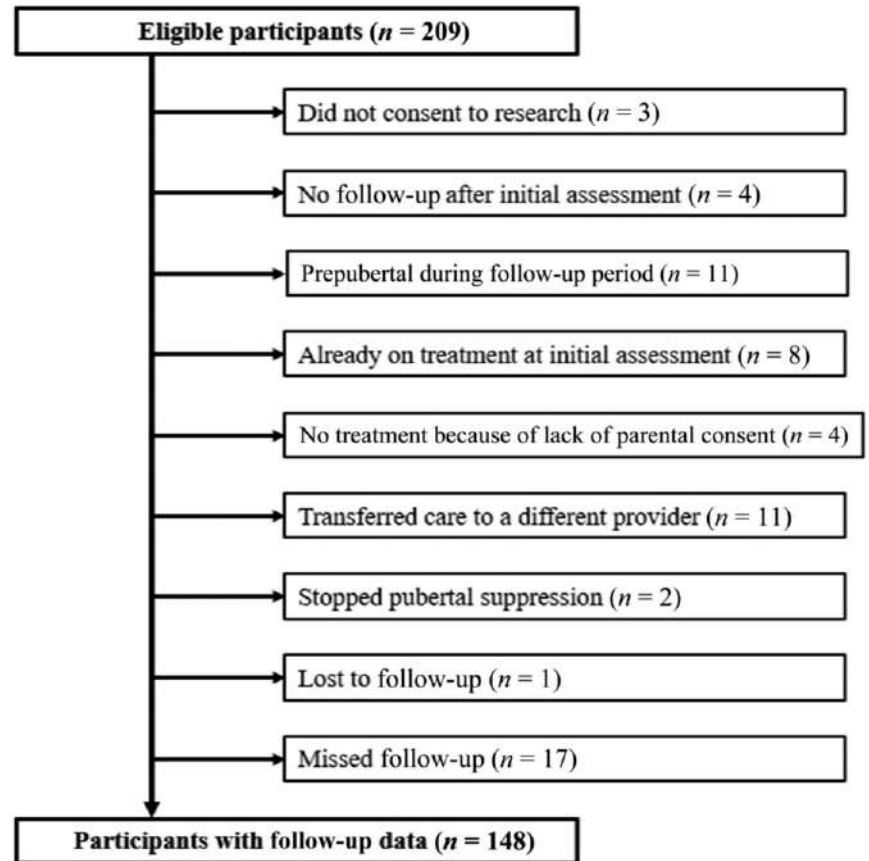 Eligible participants (n = 209)
Did not consent to research (n = 3)
No follow-up after initial assessment (n = 4)
Prepubertal during follow-up period (n = 11)
Already on treatment at initial assessment (n = 8)
No treatment because of lack of parental consent (n = 4)
Transferred care to a different provider (n = 11)
Stopped pubertal suppression (n = 2)
Lost to follow-up (n = 1)
Missed follow-up (n = 17)
Participants with follow-up data (n = 148)